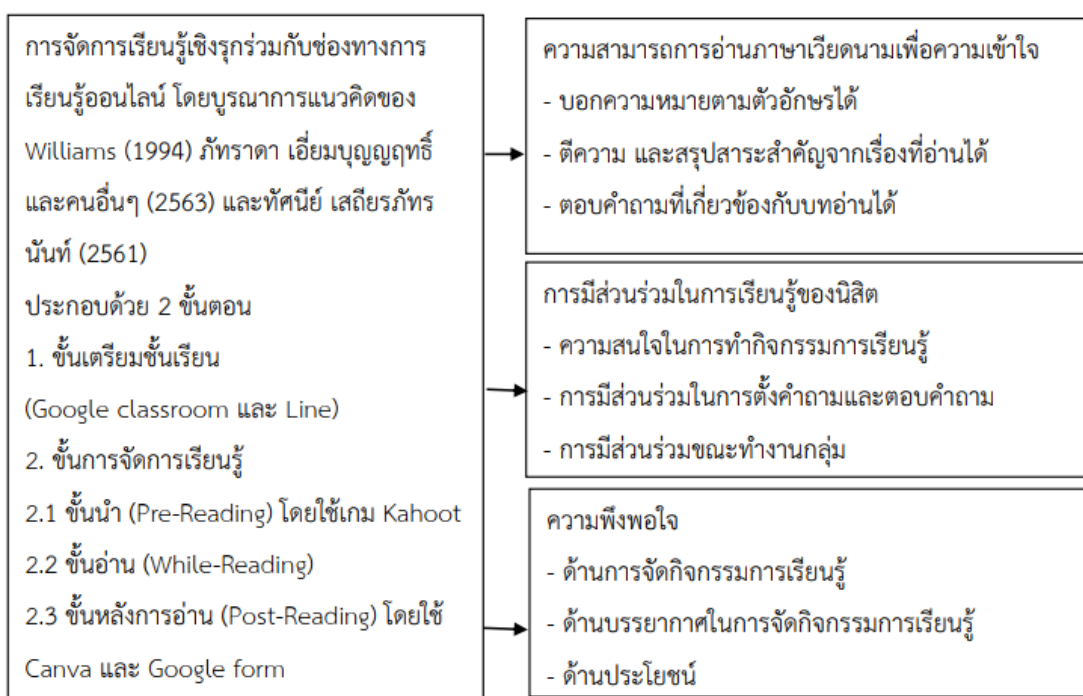 การจัดการเรียนรู้เชิงรุกร่วมกับช่องทางการ
เรียนรู้ออนไลน์ โดยบูรณาการแนวคิดของ
Williams (1994) ภัทราดา เอี่ยมบุญญฤทธิ์
และคนอื่นๆ (2563) และทัศนีย์ เสถียรภัทร
นันท์ (2561)
ประกอบด้วย 2 ขั้นตอน
1. ขั้นเตรียมชั้นเรียน
(Google classroom และ Line)
2. ขั้นการจัดการเรียนรู้
2.1 ขั้นนำ (Pre-Reading) โดยใช้เกม Kahoot
2.2 ขั้นอ่าน (While-Reading)
2.3 ขั้นหลังการอ่าน (Post-Reading) โดยใช้
Canva และ Google form
ความสามารถการอ่านภาษาเวียดนามเพื่อความเข้าใจ
- บอกความหมายตามตัวอักษรได้
- ตีความ และสรุปสาระสำคัญจากเรื่องที่อ่านได้
- ตอบคำถามที่เกี่ยวข้องกับบทอ่านได้
การมีส่วนร่วมในการเรียนรู้ของนิสิต
- ความสนใจในการทำกิจกรรมการเรียนรู้
- การมีส่วนร่วมในการตั้งคำถามและตอบคำถาม
- การมีส่วนร่วมขณะทำงานกลุ่ม
ความพึงพอใจ
- ด้านการจัดกิจกรรมการเรียนรู้
- ด้านบรรยากาศในการจัดกิจกรรมการเรียนรู้
- ด้านประโยชน์